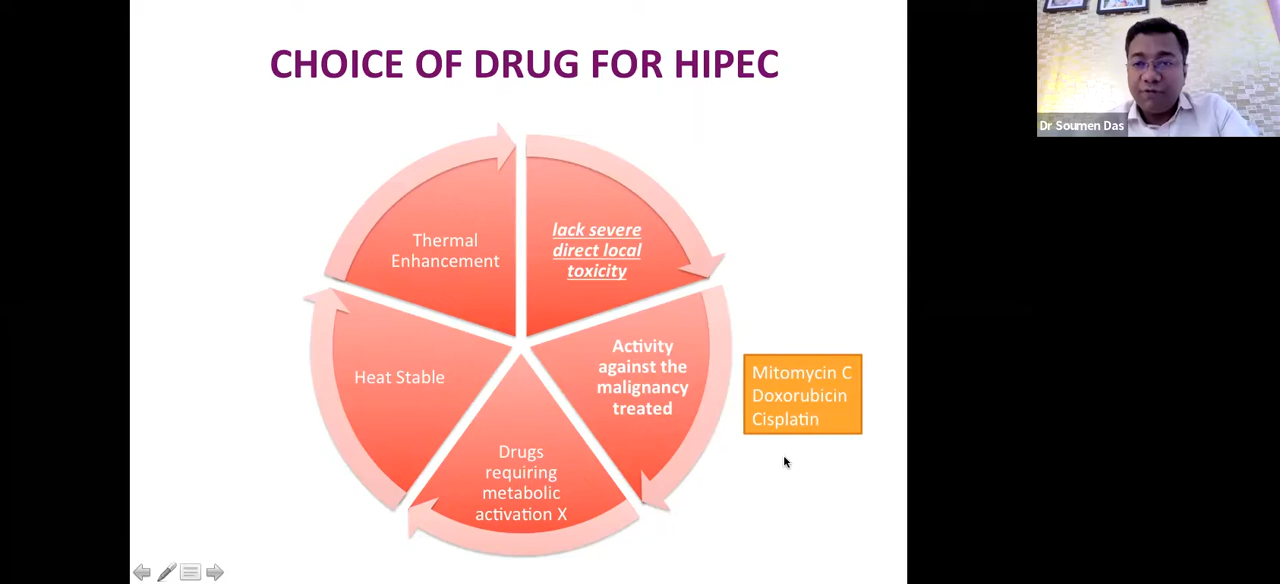 CHOICE OF DRUG FOR HIPEC
Dr Soumen Das
Thermal
Enhancement
lack severe
direct local
toxicity
Activity
against the
malignancy
treated
Mitomycin C
Doxorubicin
Cisplatin
Heat Stable
Drugs
requiring
metabolic
activation X